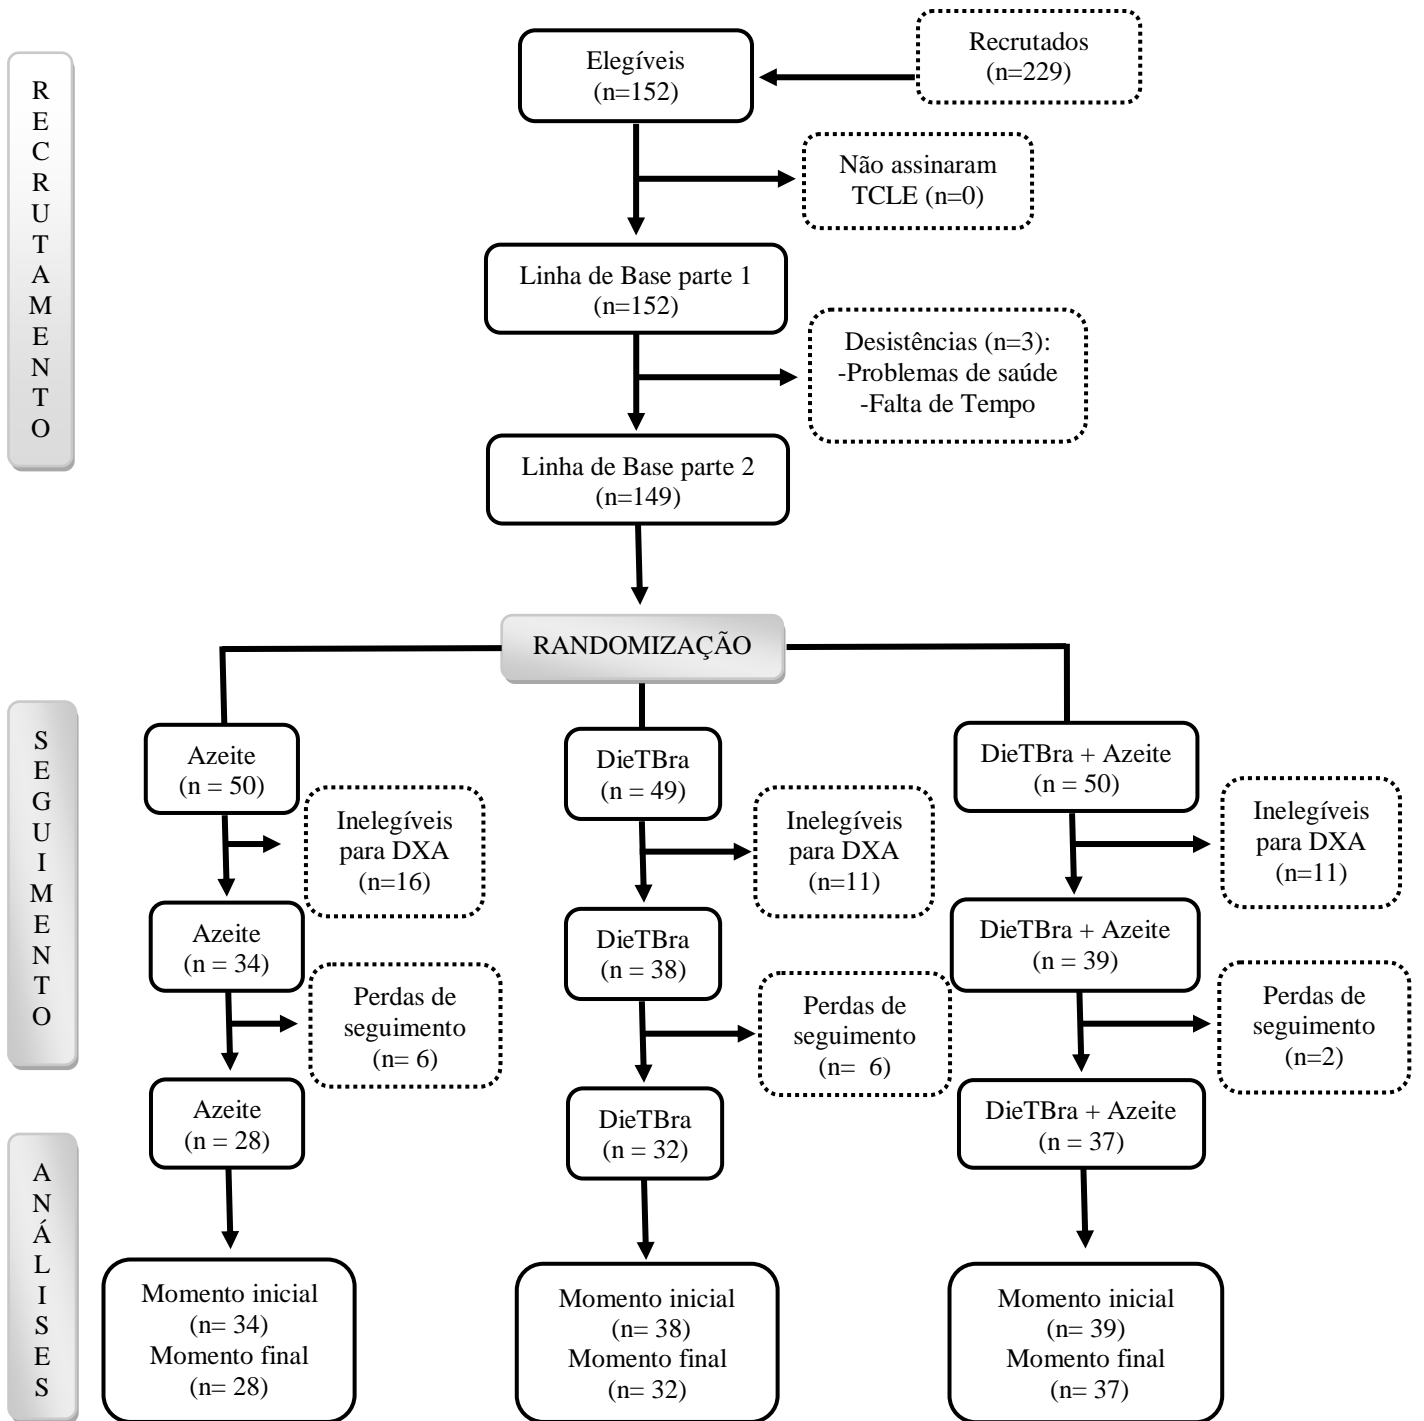 RECRUTAMENTO
Elegíveis
(n=152)
Recrutados
(n=229)
Não assinaram
TCLE (n=0)
Linha de Base parte 1
(n=152)
Desistências (n=3):
-Problemas de saúde
-Falta de Tempo
Linha de Base parte 2
(n=149)
RANDOMIZAÇÃO
SEGUIMENTO
Azeite
(n = 50)
Inelegíveis
para DXA
(n=16)
Azeite
(n = 34)
Perdas de
seguimento
(n= 6)
Azeite
(n = 28)
DieTBra
(n = 49)
Inelegíveis
para DXA
(n=11)
DieTBra
(n = 38)
Perdas de
seguimento
(n=  6)
DieTBra
(n = 32)
DieTBra + Azeite
(n = 50)
Inelegíveis
para DXA
(n=11)
DieTBra + Azeite
(n = 39)
Perdas de
seguimento
(n=2)
DieTBra + Azeite
(n = 37)
ANÁLISES
Momento inicial
(n= 34)
Momento final
(n= 28)
Momento inicial
(n= 38)
Momento final
(n= 32)
Momento inicial
(n= 39)
Momento final
(n= 37)